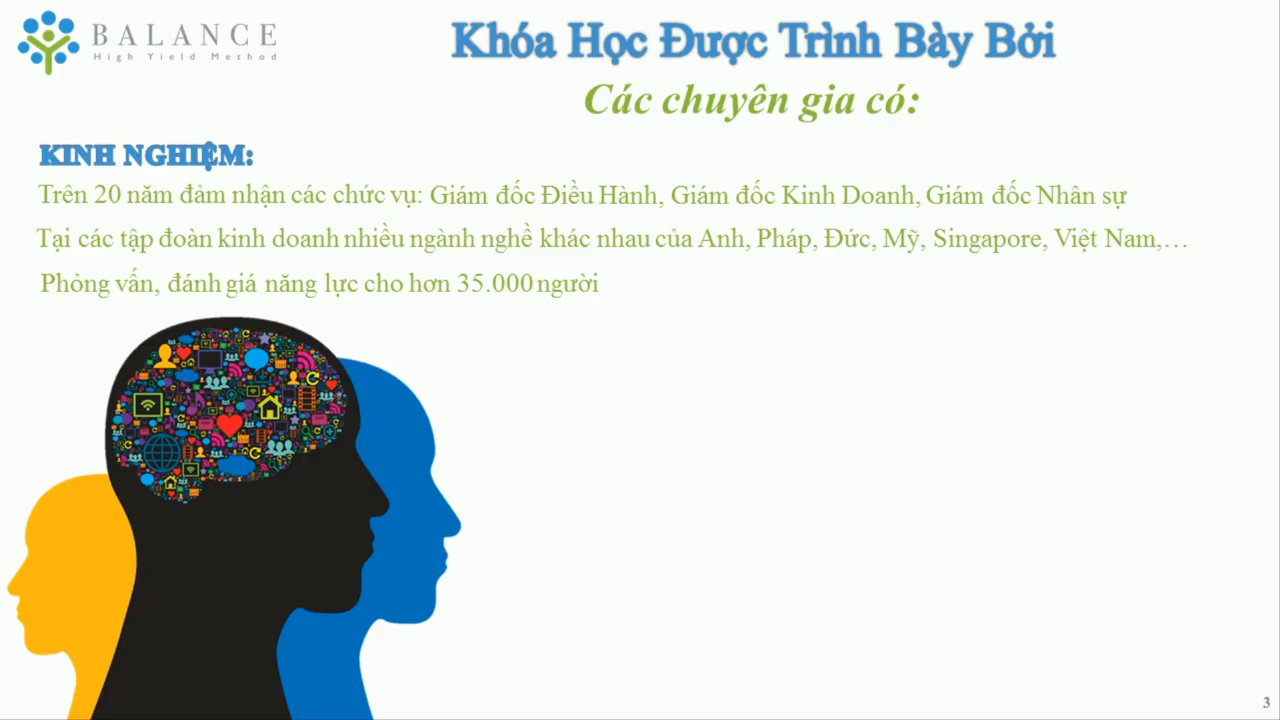 BALANCE
High Yield Method
Khóa Học Được Trình Bày Bởi
Các chuyên gia có:
KINH NGHIỆM:
Trên 20 năm đảm nhận các chức vụ: Giám đốc Điều Hành, Giám đốc Kinh Doanh, Giám đốc Nhân sự
Tại các tập đoàn kinh doanh nhiều ngành nghề khác nhau của Anh, Pháp, Đức, Mỹ, Singapore, Việt Nam,…
Phỏng vấn, đánh giá năng lực cho hơn 35.000 người
3